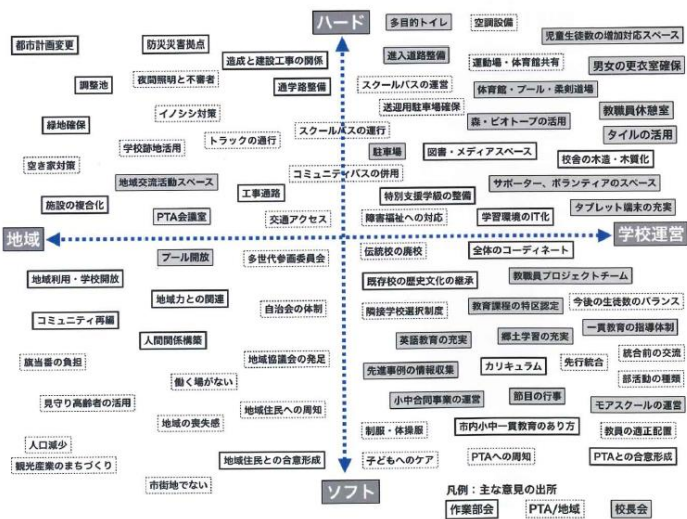 ハード
多目的トイレ
空調設備
児童生徒数の増加対応スペース
都市計画変更
防災災害拠点
造成と建設工事の関係
進入道路整備
運動場・体育館共有
男女の更衣室確保
調整池
夜間照明と不審者
通学路整備
スクールバスの運営
体育館・プール・柔剣道場
送迎用駐車場確保
教職員休憩室
緑地確保
イノシシ対策
森・ビオトープの活用
スクールバスの運行
タイルの活用
学校跡地活用
トラックの通行
駐車場
図書・メディアスペース
校舎の木造・木質化
空き家対策
コミュニティバスの併用
地域交流活動スペース
工事通路
特別支援学級の整備
サポーター、ボランティアのスペース
施設の複合化
PTA会議室
交通アクセス
障害福祉への対応
学習環境のIT化
タブレット端末の充実
地域
学校運営
プール開放
多世代参画委員会
伝統校の廃校
全体のコーディネート
地域利用・学校開放
既存校の歴史文化の継承
教職員プロジェクトチーム
地域力との関連
自治会の体制
隣接学校選択制度
教育課程の特区認定
今後の生徒数のバランス
コミュニティ再編
人間関係構築
英語教育の充実
郷土学習の充実
一貫教育の指導体制
旗当番の負担
地域協議会の発足
先進事例の情報収集
カリキュラム
先行統合
統合前の交流
働く場がない
部活動の種類
見守り高齢者の活用
地域住民への周知
小中合同事業の運営
節目の行事
モアスクールの運営
地域の喪失感
制服・体操服
市内小中一貫教育のあり方
教員の適正配置
人口減少
観光産業のまちづくり
地域住民との合意形成
子どもへのケア
PTAへの周知
PTAとの合意形成
市街地でない
ソフト
凡例：主な意見の出所
作業部会
PTA/地域
校長会